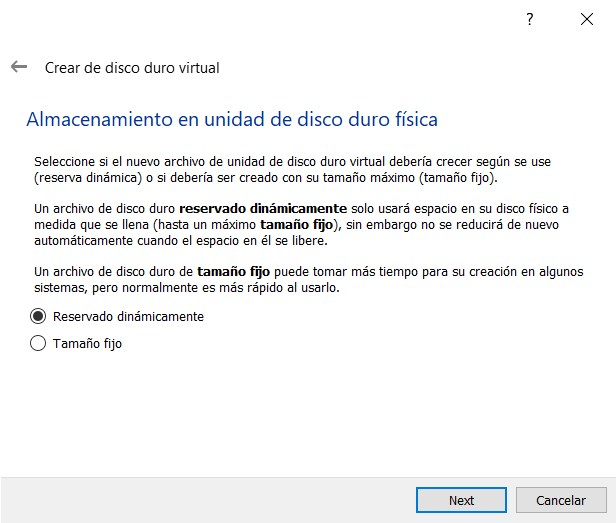 ?
Crear de disco duro virtual
Almacenamiento en unidad de disco duro física
Seleccione si el nuevo archivo de unidad de disco duro virtual debería crecer según se use
(reserva dinámica) o si debería ser creado con su tamaño máximo (tamaño fijo).
Un archivo de disco duro reservado dinámicamente solo usará espacio en su disco físico a
medida que se llena (hasta un máximo tamaño fijo), sin embargo no se reducirá de nuevo
automáticamente cuando el espacio en él se libere.
Un archivo de disco duro de tamaño fijo puede tomar más tiempo para su creación en algunos
sistemas, pero normalmente es más rápido al usarlo.
Reservado dinámicamente
Tamaño fijo
Next Cancelar